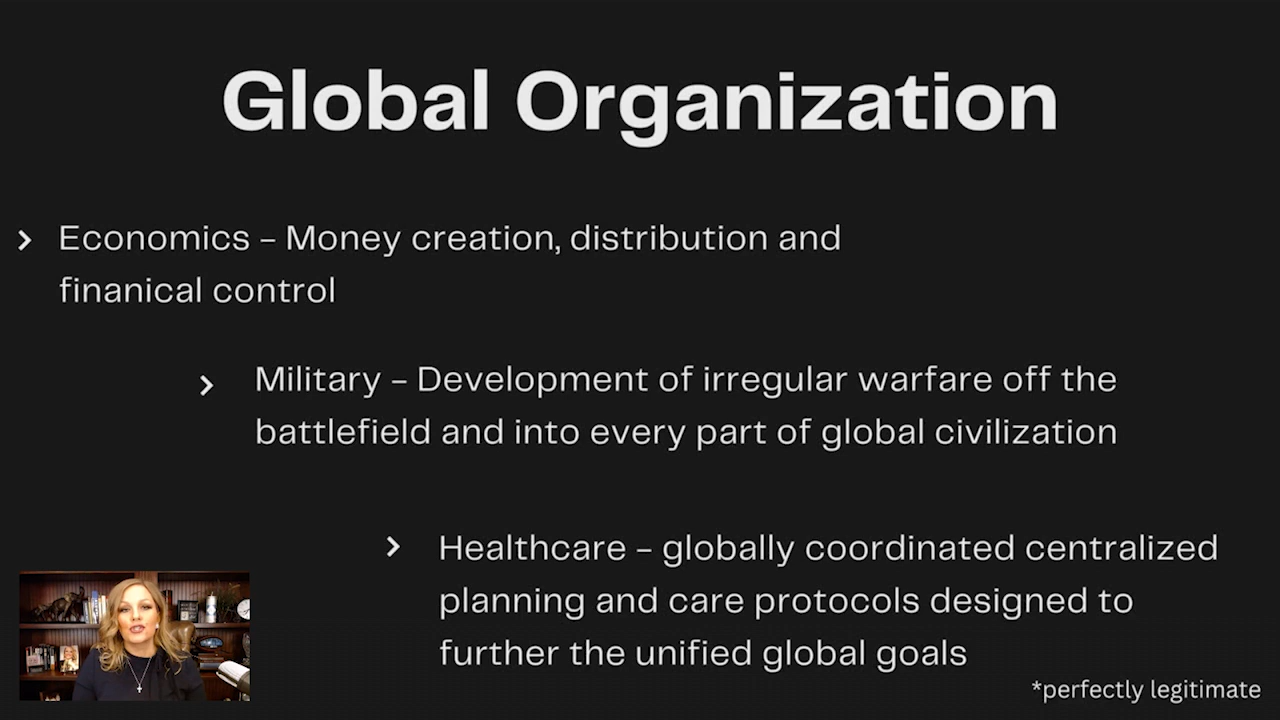 Global Organization
Economics – Money creation, distribution and
finanical control
Military – Development of irregular warfare off the
battlefield and into every part of global civilization
Healthcare – globally coordinated centralized
planning and care protocols designed to
further the unified global goals
*perfectly legitimate